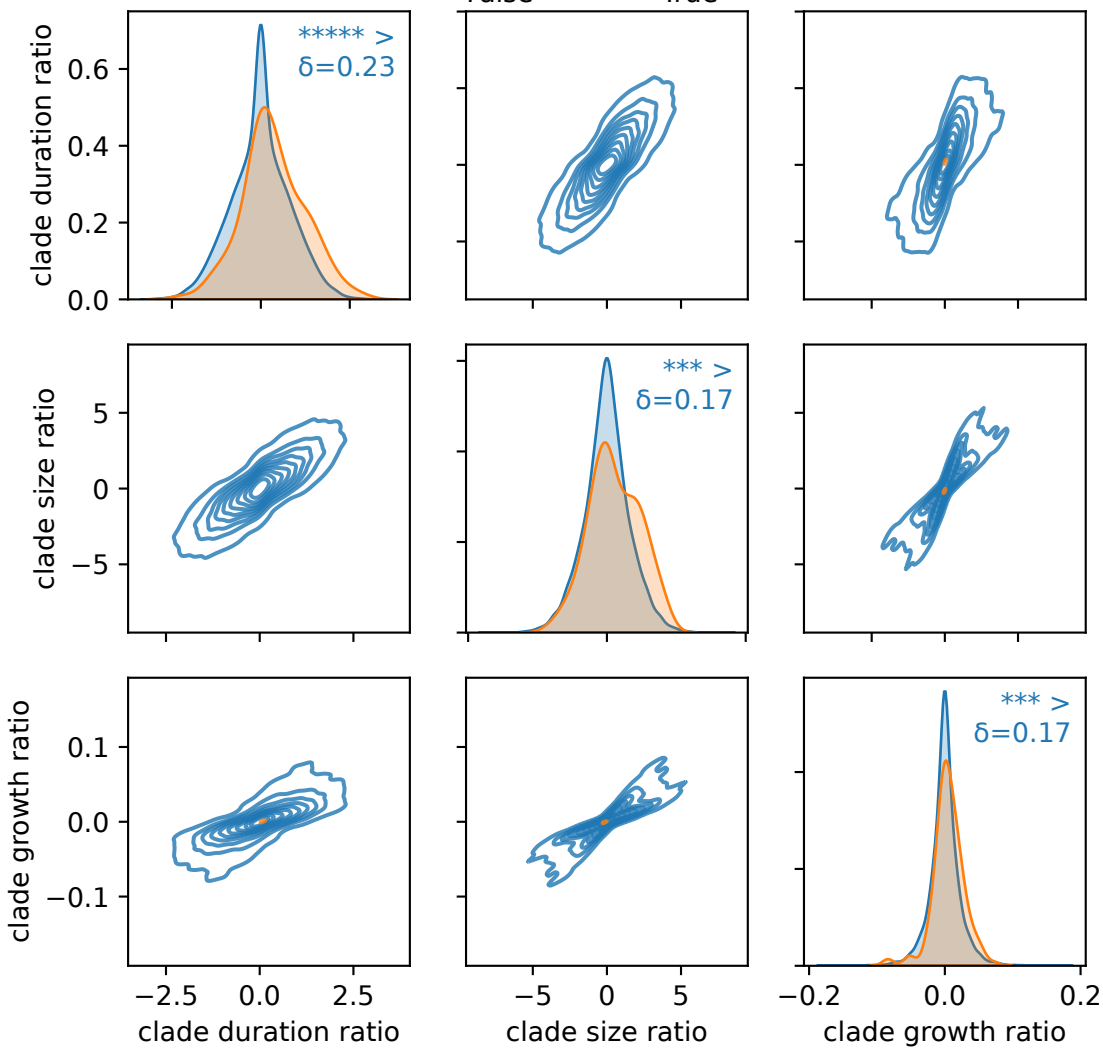 ***** >
δ=0.23
clade duration ratio
0.6
0.4
0.2
0.0
*** >
δ=0.17
clade size ratio
5
0
−5
*** >
δ=0.17
clade growth ratio
0.1
0.0
−0.1
−2.5 0.0 2.5 −5 0 5 −0.2 0.0 0.2
clade duration ratio clade size ratio clade growth ratio